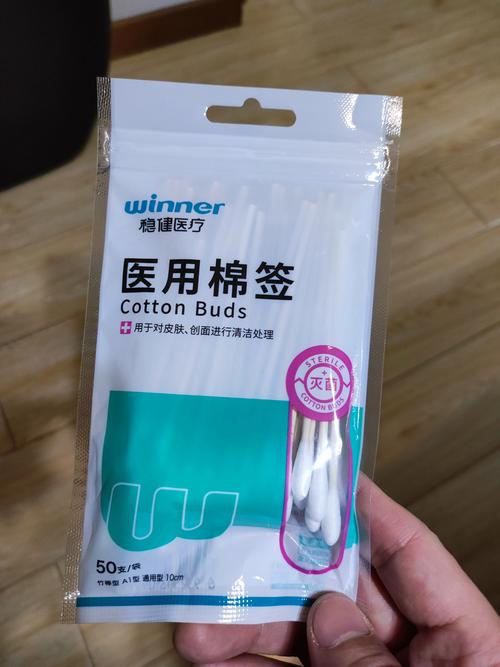 winner
稳健医疗
医用棉签
Cotton Buds
用于对皮肤、创面进行清洁处理
STERILE
灭菌
COTTON BUDS
50支/袋
竹棒型 A1型 通用型 10cm